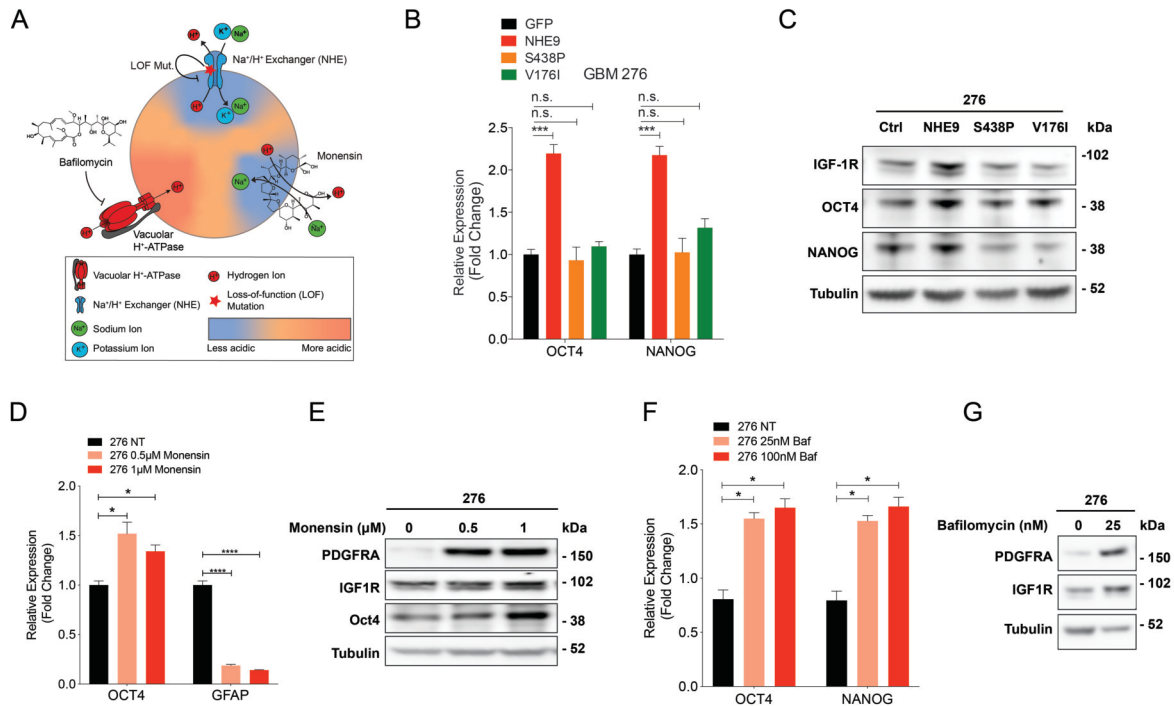 A
H⁺
K⁺
Na⁺
Na⁺/H⁺ Exchanger (NHE)
LOF Mut.
H⁺
K⁺
Na⁺
Bafilomycin
H⁺
Monensin
Na⁺
H⁺
H⁺
Na⁺
H⁺
Vacuolar
H⁺-ATPase
Vacuolar H⁺-ATPase
H⁺ Hydrogen Ion
Na⁺/H⁺ Exchanger (NHE)
Loss-of-function (LOF)
Mutation
Na⁺ Sodium Ion
K⁺ Potassium Ion
Less acidic
More acidic
B
GFP
NHE9
S438P
V176I
GBM 276
n.s.
n.s.
n.s.
n.s.
***
***
2.5
2.0
1.5
1.0
0.5
0.0
Relative Expresssion
(Fold Change)
OCT4
NANOG
C
276
Ctrl NHE9 S438P V176I kDa
IGF-1R -102
OCT4 - 38
NANOG - 38
Tubulin - 52
D
276 NT
276 0.5µM Monensin
276 1µM Monensin
2.0
1.5
1.0
0.5
0.0
Relative Expression
(Fold Change)
*
*
****
****
OCT4
GFAP
E
276
Monensin (µM) 0 0.5 1 kDa
PDGFRA - 150
IGF1R - 102
Oct4 - 38
Tubulin - 52
F
276 NT
276 25nM Baf
276 100nM Baf
2.0
1.5
1.0
0.5
0.0
Relative Expression
(Fold Change)
*
*
*
*
OCT4
NANOG
G
276
Bafilomycin (nM) 0 25 kDa
PDGFRA - 150
IGF1R - 102
Tubulin - 52